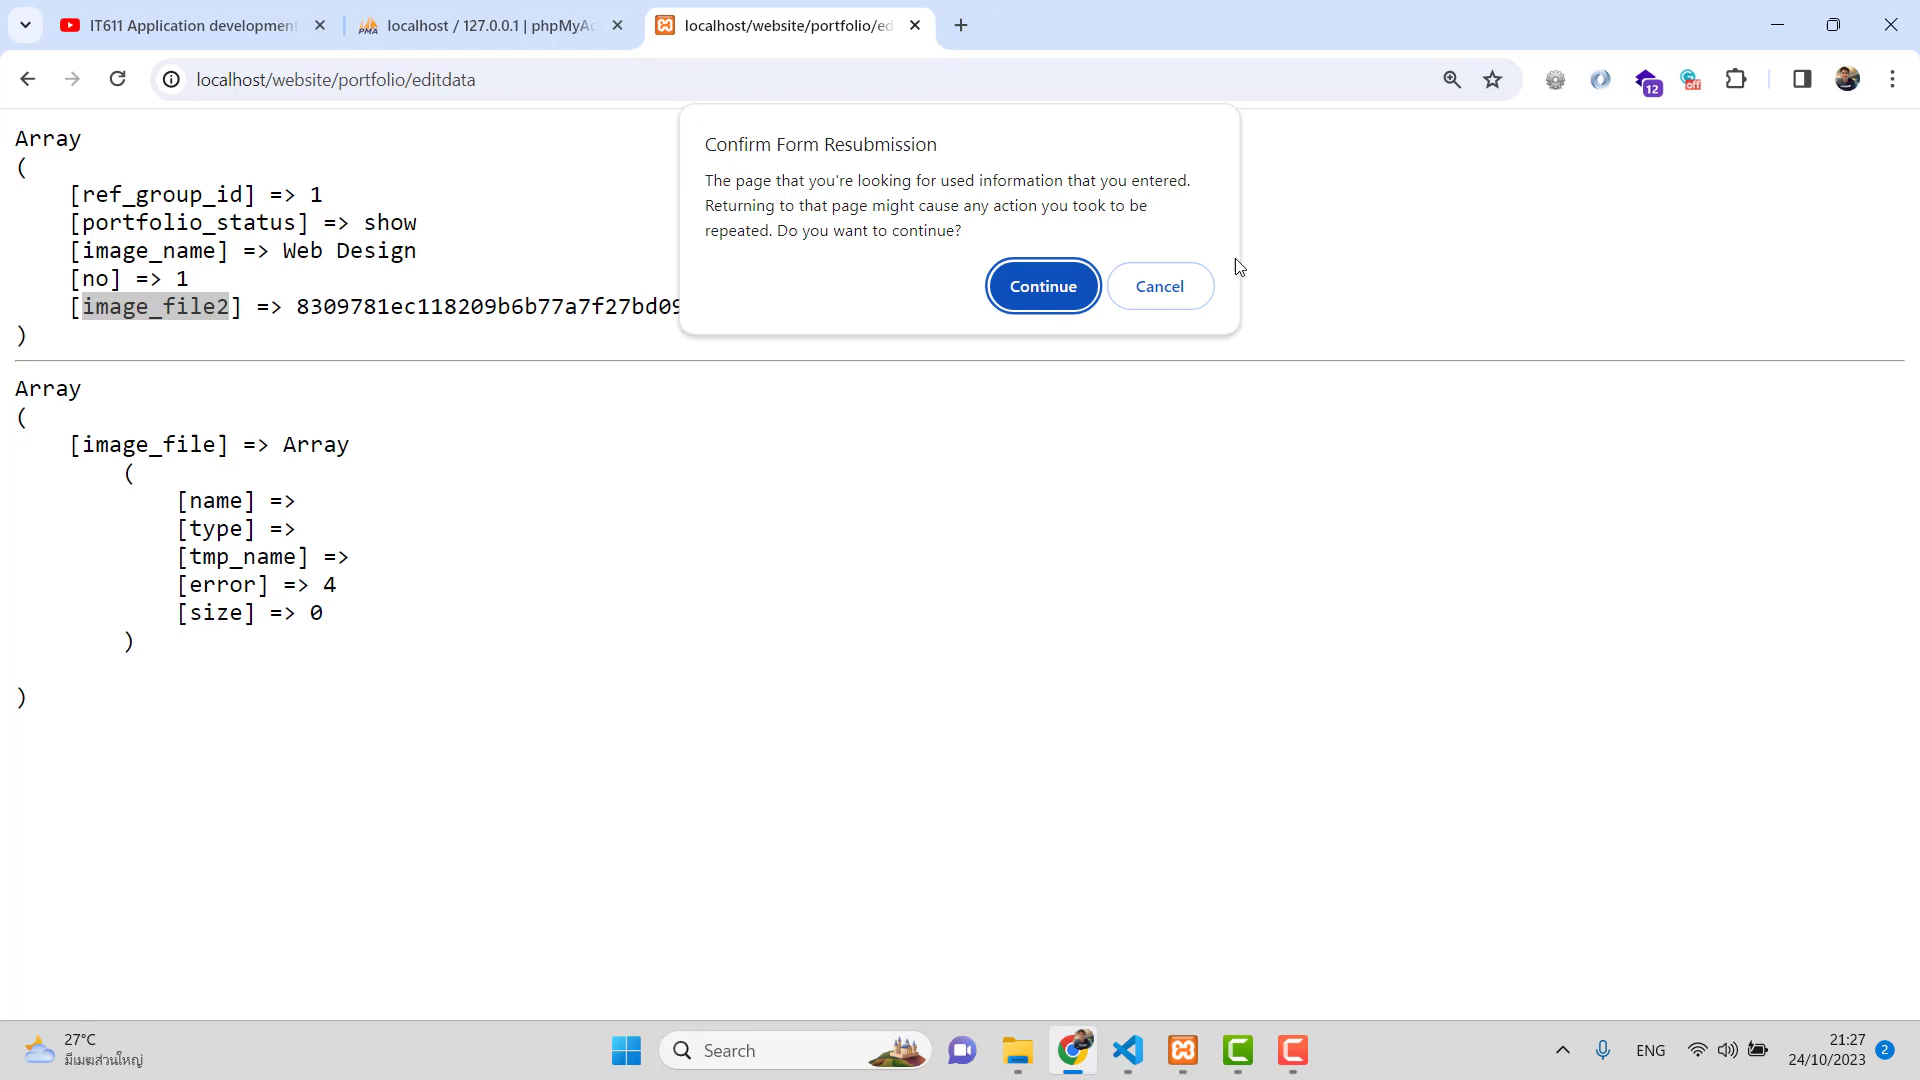 IT611 Application development
localhost / 127.0.0.1 | phpMyAd
localhost/website/portfolio/ed
localhost/website/portfolio/editdata
12
off
Confirm Form Resubmission
The page that you're looking for used information that you entered.
Returning to that page might cause any action you took to be
repeated. Do you want to continue?
Continue
Cancel
Array
(
[ref_group_id] => 1
[portfolio_status] => show
[image_name] => Web Design
[no] => 1
[image_file2] => 8309781ec118209b6b77a7f27bd09
)
Array
(
[image_file] => Array
(
[name] =>
[type] =>
[tmp_name] =>
[error] => 4
[size] => 0
)
)
27°C
มีเมฆส่วนใหญ่
Search
ENG
21:27
24/10/2023
2